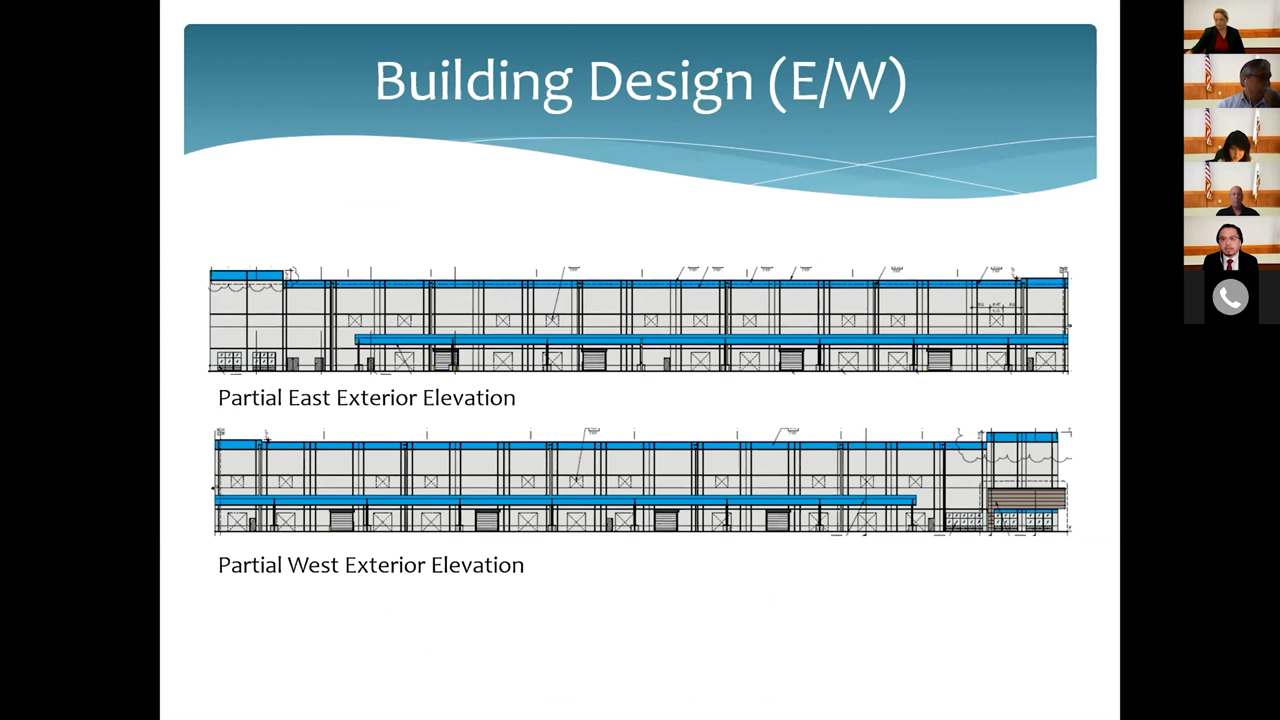 Building Design (E/W)
Partial East Exterior Elevation
Partial West Exterior Elevation